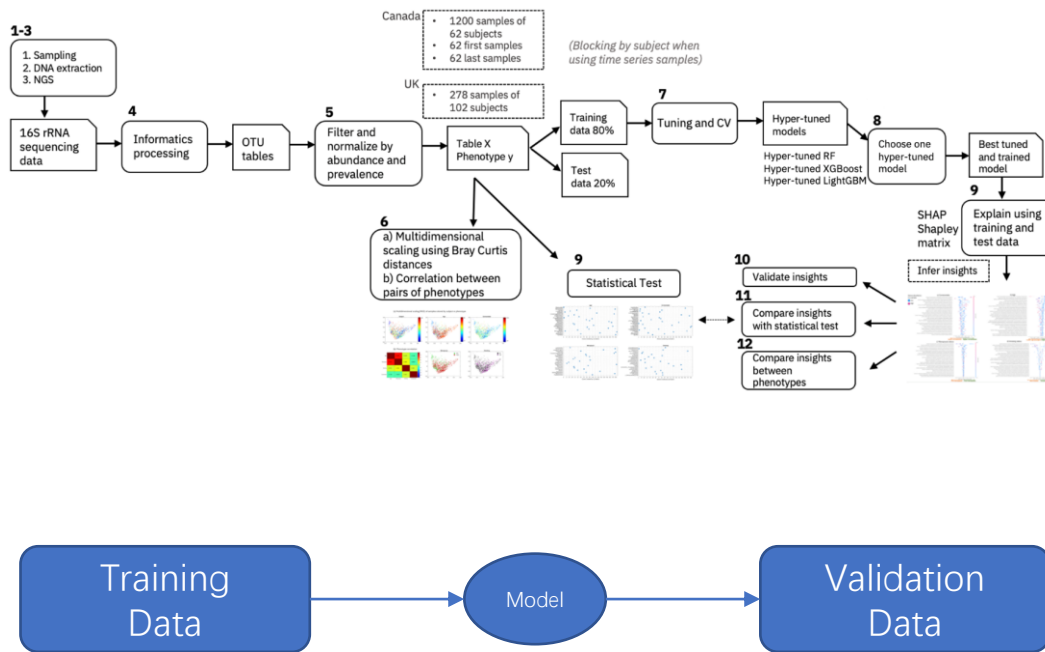 Canada
• 1200 samples of
62 subjects
• 62 first samples
• 62 last samples
(Blocking by subject when
using time series samples)
UK
• 278 samples of
102 subjects
1-3
1. Sampling
2. DNA extraction
3. NGS
16S rRNA
sequencing
data
4
Informatics
processing
OTU
tables
5
Filter and
normalize by
abundance and
prevalence
Table X
Phenotype y
Training
data 80%
Test
data 20%
7
Tuning and CV
Hyper-tuned
models
Hyper-tuned RF
Hyper-tuned XGBoost
Hyper-tuned LightGBM
8
Choose one
hyper-tuned
model
Best tuned
and trained
model
9
Explain using
training and
test data
SHAP
Shapley
matrix
Infer insights
6
a) Multidimensional
scaling using Bray Curtis
distances
b) Correlation between
pairs of phenotypes
9
Statistical Test
10
Validate insights
11
Compare insights
with statistical test
12
Compare insights
between
phenotypes
Training
Data
Model
Validation
Data